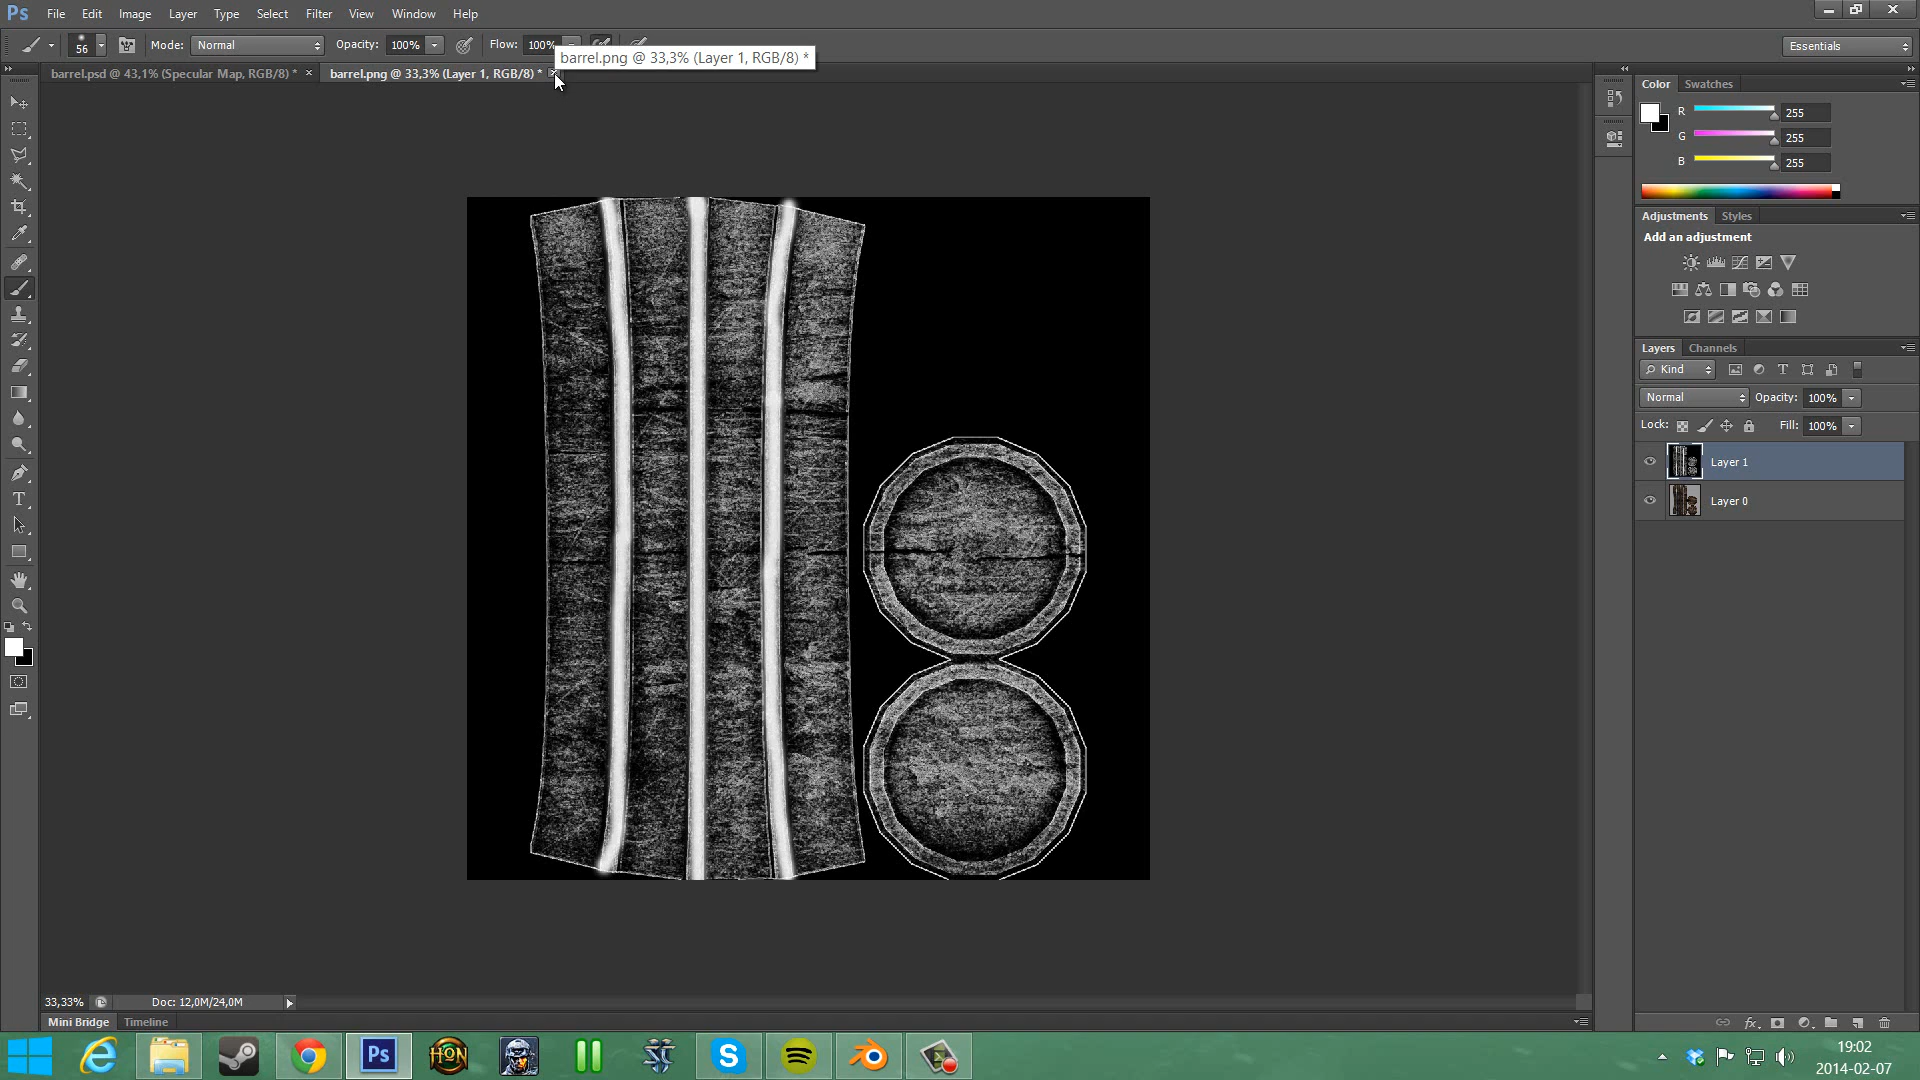 Ps File Edit Image Layer Type Select Filter View Window Help
56 Mode: Normal Opacity: 100% Flow: 100% Essentials
barrel.png @ 33,3% (Layer 1, RGB/8) *
barrel.psd @ 43,1% (Specular Map, RGB/8) * × barrel.png @ 33,3% (Layer 1, RGB/8) *
Color Swatches
R 255
G 255
B 255
Adjustments Styles
Add an adjustment
Layers Channels
Kind
Normal Opacity: 100%
Lock: Fill: 100%
Layer 1
Layer 0
33,33% Doc: 12,0M/24,0M
Mini Bridge Timeline
Ps HON
19:02
2014-02-07